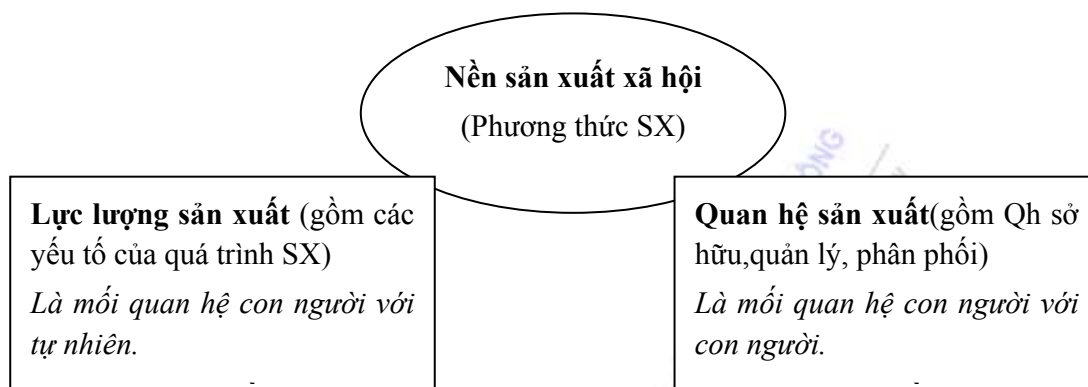 Nền sản xuất xã hội
(Phương thức SX)
Lực lượng sản xuất (gồm các
yếu tố của quá trình SX)
Là mối quan hệ con người với
tự nhiên.
Quan hệ sản xuất(gồm Qh sở
hữu,quản lý, phân phối)
Là mối quan hệ con người với
con người.